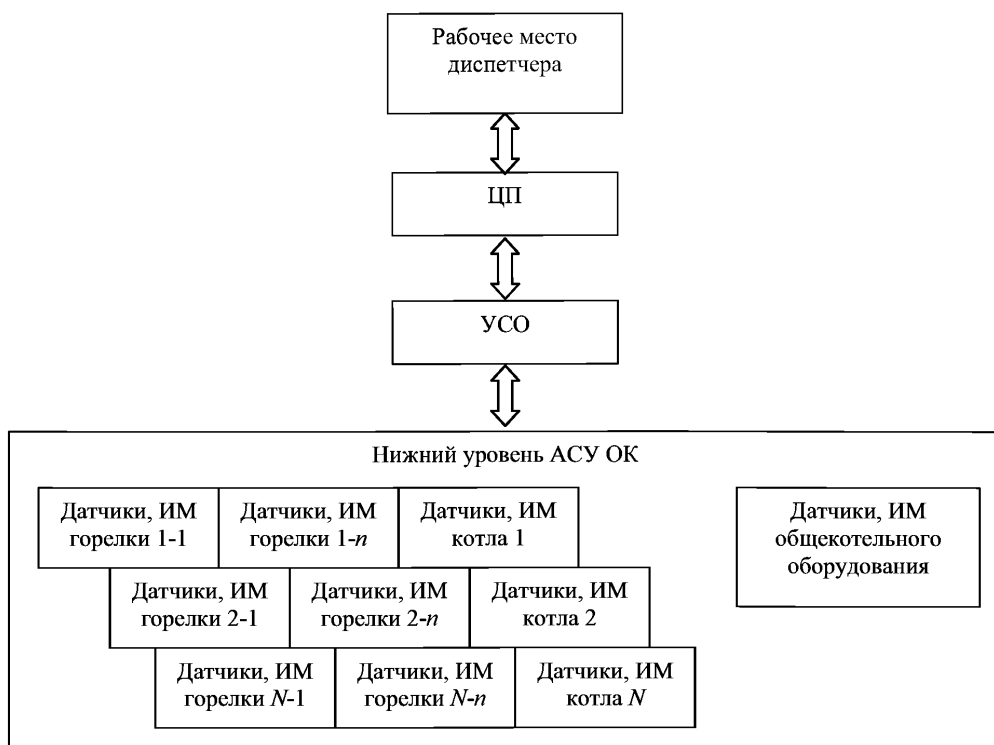 Рабочее место
диспетчера
ЦП
УСО
Нижний уровень АСУ ОК
Датчики, ИМ
горелки 1-1
Датчики, ИМ
горелки 1-n
Датчики, ИМ
котла 1
Датчики, ИМ
общекотельного
оборудования
Датчики, ИМ
горелки 2-1
Датчики, ИМ
горелки 2-n
Датчики, ИМ
котла 2
Датчики, ИМ
горелки N-1
Датчики, ИМ
горелки N-n
Датчики, ИМ
котла N